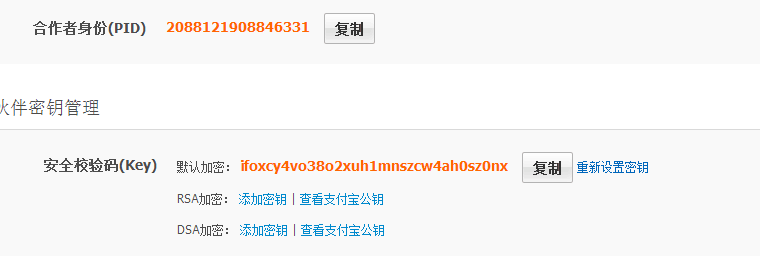 合作者身份(PID) 2088121908846331 复制
伙伴密钥管理
安全校验码(Key) 默认加密： ifoxcy4vo38o2xuh1mnszcw4ah0sz0nx 复制 重新设置密钥
RSA加密： 添加密钥 | 查看支付宝公钥
DSA加密： 添加密钥 | 查看支付宝公钥